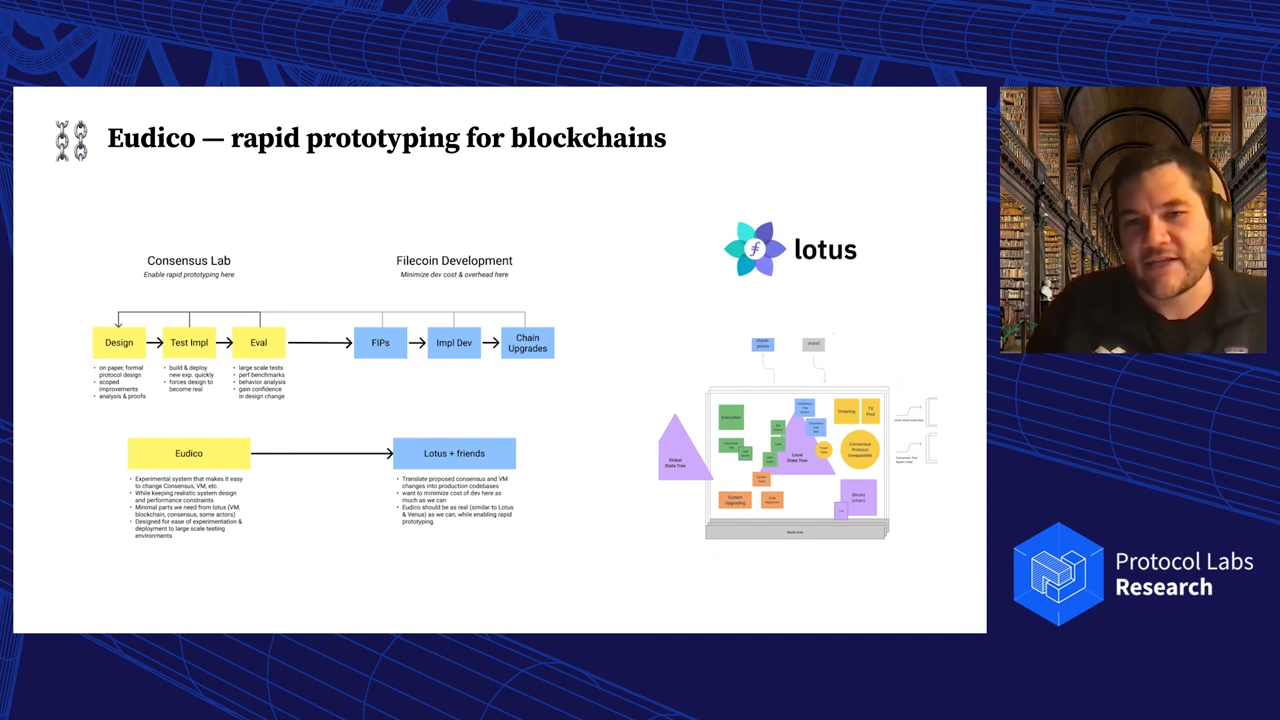 Eudico — rapid prototyping for blockchains
Consensus Lab
Enable rapid prototyping here
Filecoin Development
Minimize dev cost & overhead here
lotus
Design
Test Impl
Eval
FIPs
Impl Dev
Chain
Upgrades
• on paper, formal
protocol design
• scoped
improvements
• analysis & proofs
• build & deploy
new exp. quickly
• forces design to
become real
• large scale tests
• perf benchmarks
• behavior analysis
• gain confidence
in design change
Eudico
Lotus + friends
• Experimental system that makes it easy
to change Consensus, VM, etc.
• While keeping realistic system design
and performance constraints
• Minimal parts we need from lotus (VM,
blockchain, consensus, some actors)
• Designed for ease of experimentation &
deployment to large scale testing
environments
• Translate proposed consensus and VM
changes into production codebases
• want to minimize cost of dev here as
much as we can
• Eudico should be as real (similar to Lotus
& Venus) as we can, while enabling rapid
prototyping.
shard
Execution
Ordering
TX
Pool
Global
State Tree
Local
State Tree
Consensus
Protocol
(swappable)
System
Upgrading
Blocks
(chain)
Protocol Labs
Research